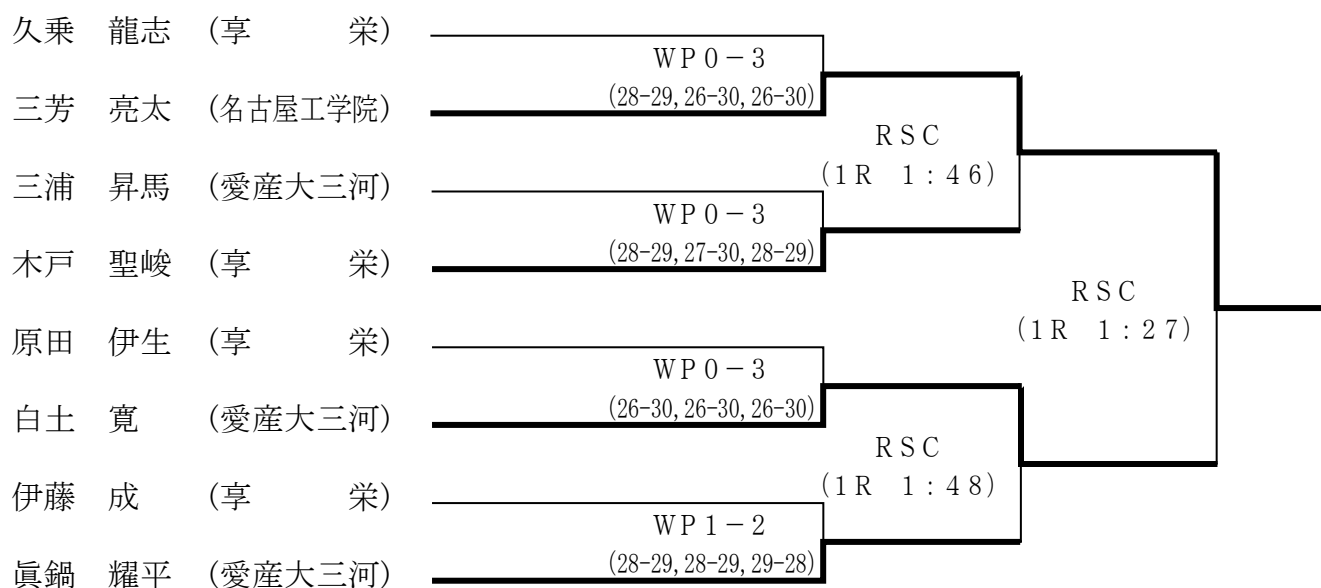 久乗 龍志 (享 栄)
WP0－3
(28-29,26-30,26-30)
三芳 亮太 (名古屋工学院)
RSC
(1R 1:46)
三浦 昇馬 (愛産大三河)
WP0－3
(28-29,27-30,28-29)
木戸 聖峻 (享 栄)
RSC
(1R 1:27)
原田 伊生 (享 栄)
WP0－3
(26-30,26-30,26-30)
白土 寛 (愛産大三河)
RSC
(1R 1:48)
伊藤 成 (享 栄)
WP1－2
(28-29,28-29,29-28)
眞鍋 耀平 (愛産大三河)